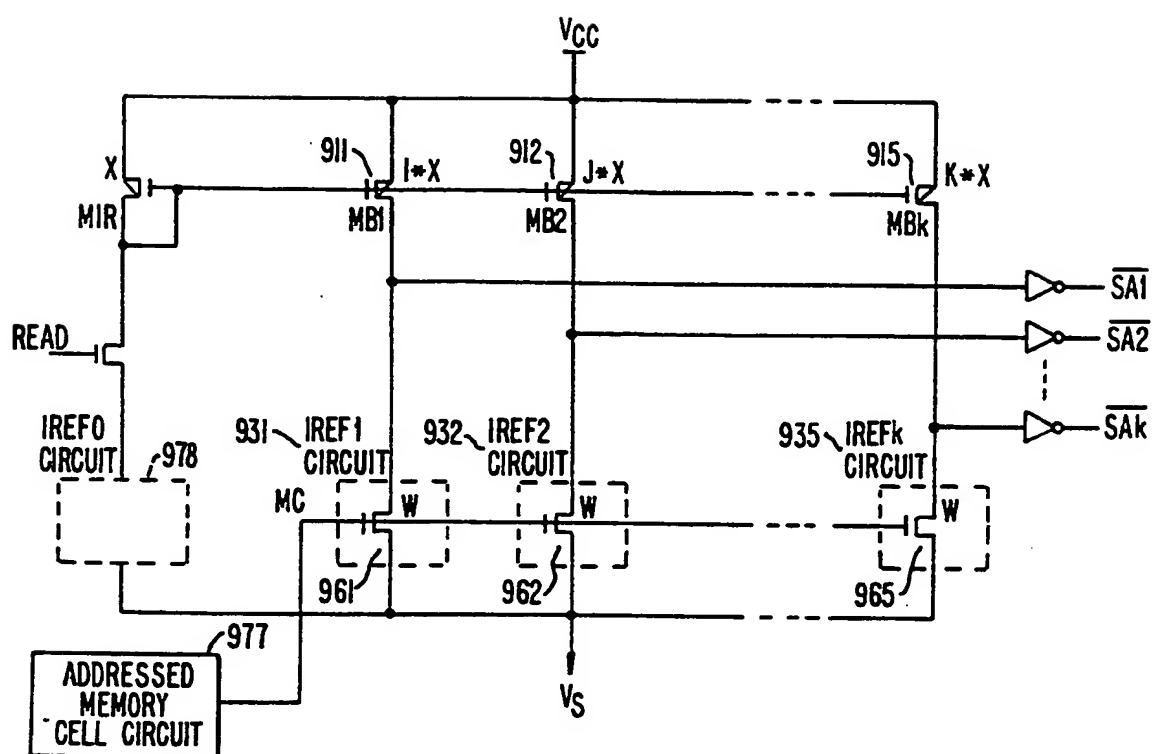 VCC
X
911
I*X
912
J*X
915
K*X
MIR
MB1
MB2
MBk
SA1
READ
SA2
IREF0
CIRCUIT
978
931
IREF1
CIRCUIT
932
IREF2
CIRCUIT
935
IREFk
CIRCUIT
SAk
MC
W
W
W
961
962
965
977
ADDRESSED
MEMORY
CELL CIRCUIT
VS